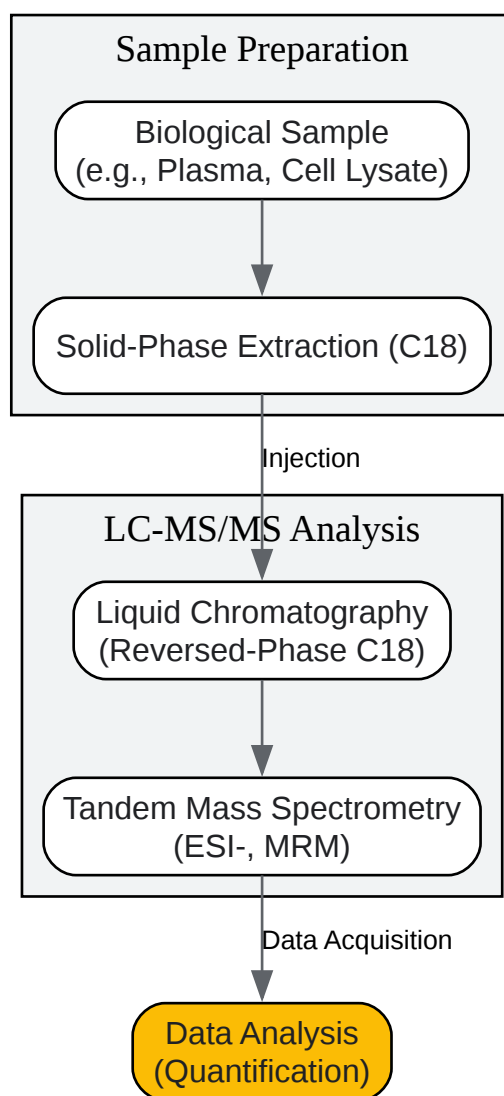 Sample Preparation
Biological Sample
(e.g., Plasma, Cell Lysate)
Solid-Phase Extraction (C18)
Injection
LC-MS/MS Analysis
Liquid Chromatography
(Reversed-Phase C18)
Tandem Mass Spectrometry
(ESI-, MRM)
Data Acquisition
Data Analysis
(Quantification)